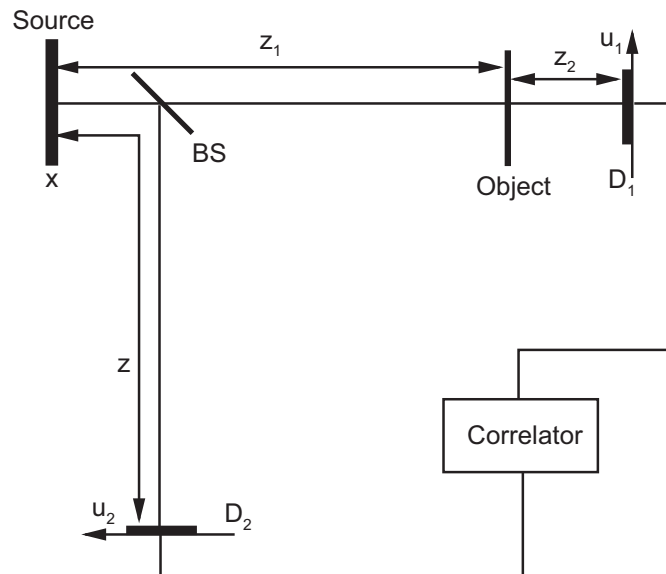 Source
z₁
u₁
z₂
BS
x
Object
D₁
z
Correlator
u₂
D₂